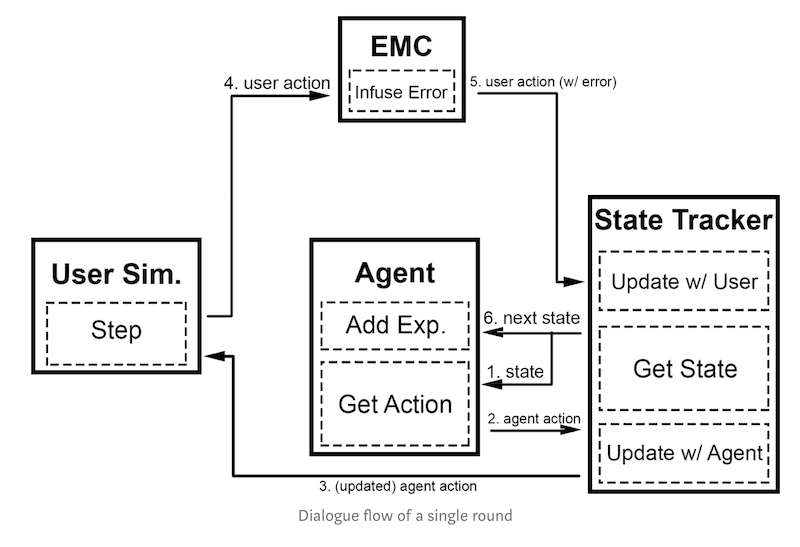 EMC
Infuse Error
4. user action
5. user action (w/ error)
State Tracker
Update w/ User
Get State
Update w/ Agent
User Sim.
Step
Agent
Add Exp.
Get Action
6. next state
1. state
2. agent action
3. (updated) agent action
Dialogue flow of a single round